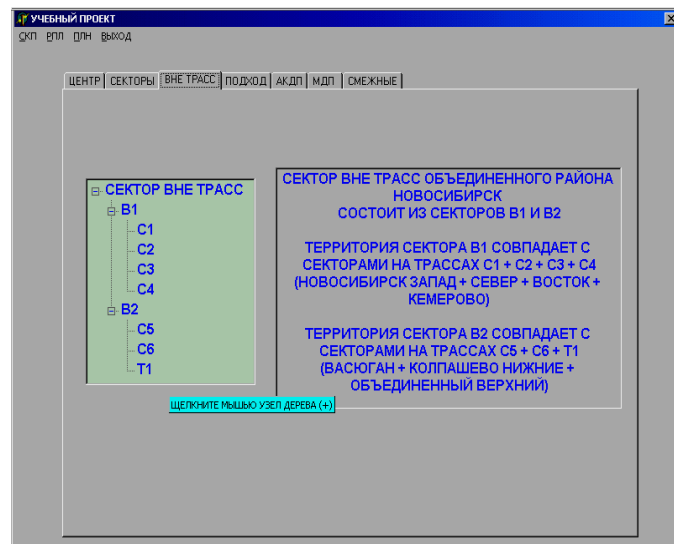 УЧЕБНЫЙ ПРОЕКТ
СКП РПЛ ПЛН ВЫХОД
ЦЕНТР СЕКТОРЫ ВНЕ ТРАСС ПОДХОД АКДП МДП СМЕЖНЫЕ
СЕКТОР ВНЕ ТРАСС
В1
С1
С2
С3
С4
В2
С5
С6
Т1
СЕКТОР ВНЕ ТРАСС ОБЪЕДИНЕННОГО РАЙОНА
НОВОСИБИРСК
СОСТОИТ ИЗ СЕКТОРОВ В1 И В2
ТЕРРИТОРИЯ СЕКТОРА В1 СОВПАДАЕТ С
СЕКТОРАМИ НА ТРАССАХ С1 + С2 + С3 + С4
(НОВОСИБИРСК ЗАПАД + СЕВЕР + ВОСТОК +
КЕМЕРОВО)
ТЕРРИТОРИЯ СЕКТОРА В2 СОВПАДАЕТ С
СЕКТОРАМИ НА ТРАССАХ С5 + С6 + Т1
(ВАСЮГАН + КОЛПАШЕВО НИЖНИЕ +
ОБЪЕДИНЕННЫЙ ВЕРХНИЙ)
ЩЕЛКНИТЕ МЫШЬЮ УЗЕЛ ДЕРЕВА (+)